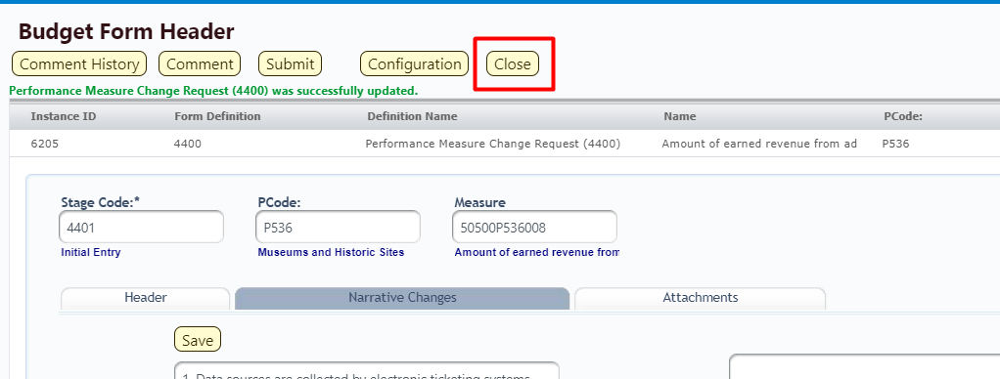 Budget Form Header
Comment History Comment Submit Configuration Close
Performance Measure Change Request (4400) was successfully updated.
Instance ID Form Definition Definition Name Name PCode:
6205 4400 Performance Measure Change Request (4400) Amount of earned revenue from ad P536
Stage Code:* PCode: Measure
4401 P536 50500P536008
Initial Entry Museums and Historic Sites Amount of earned revenue from
Header Narrative Changes Attachments
Save
1. Data sources are collected by electronic ticketing systems